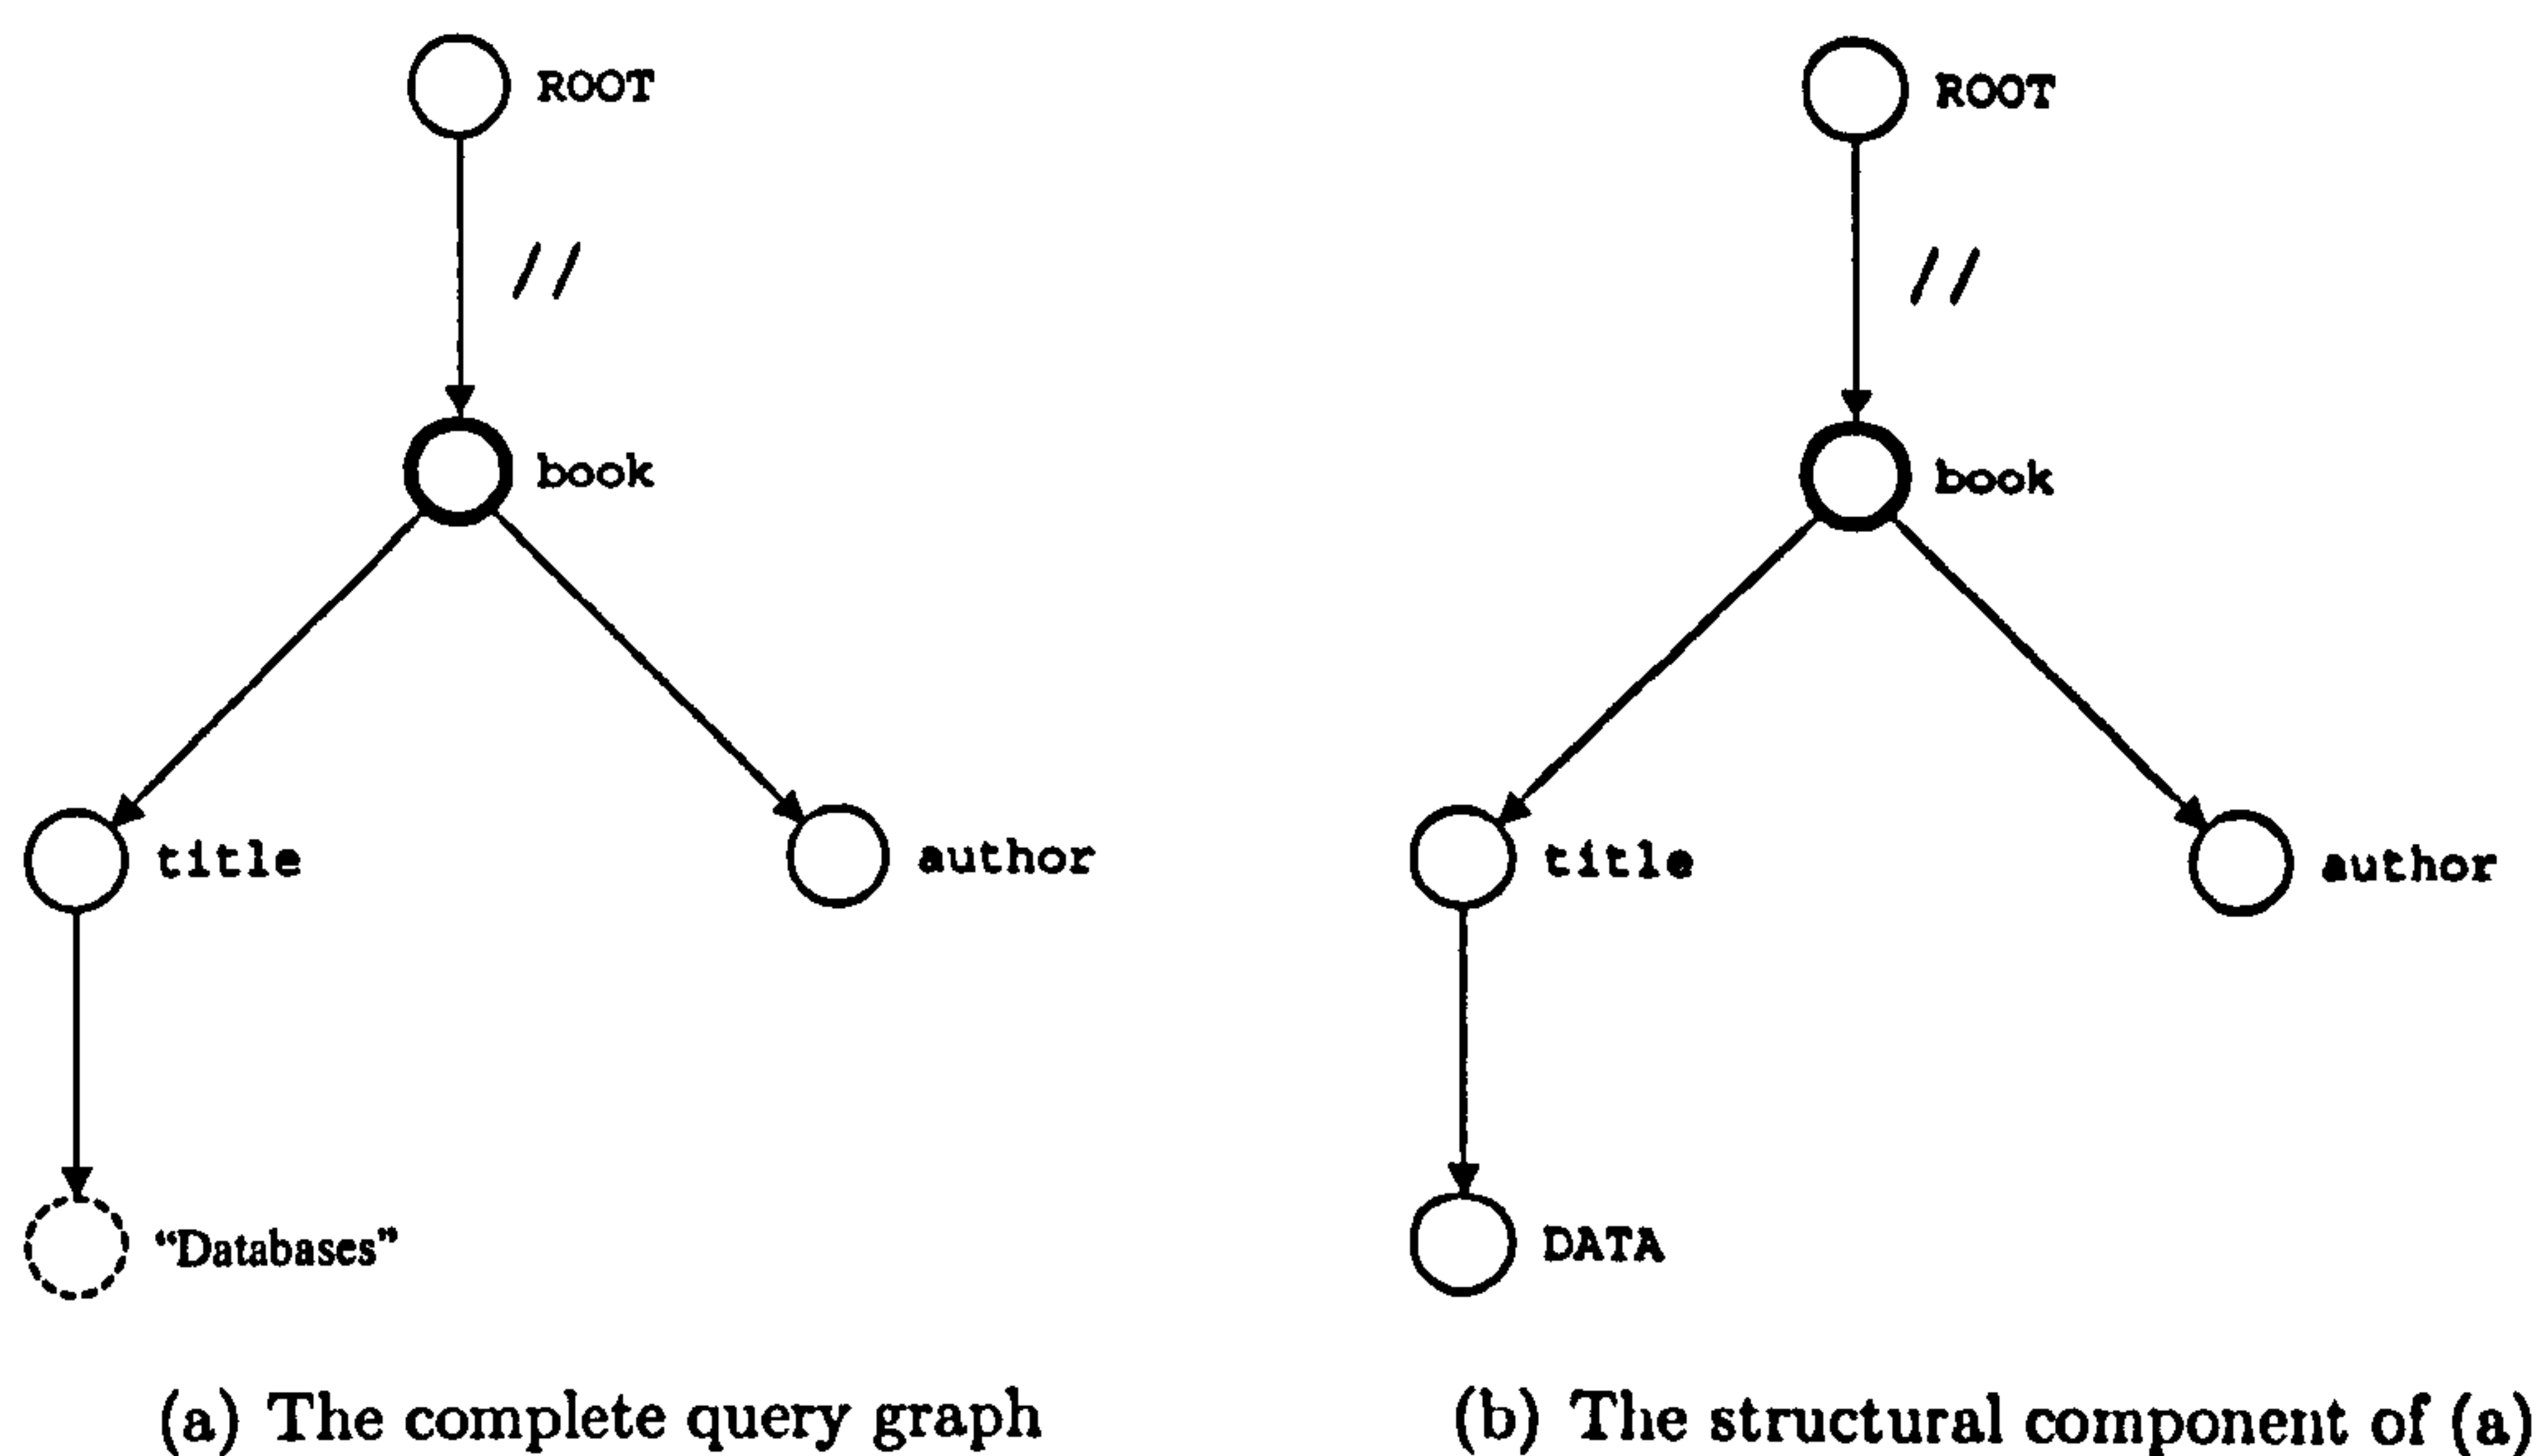 ROOT
//
book
title
author
“Databases”
(a) The complete query graph
ROOT
//
book
title
author
DATA
(b) The structural component of (a)